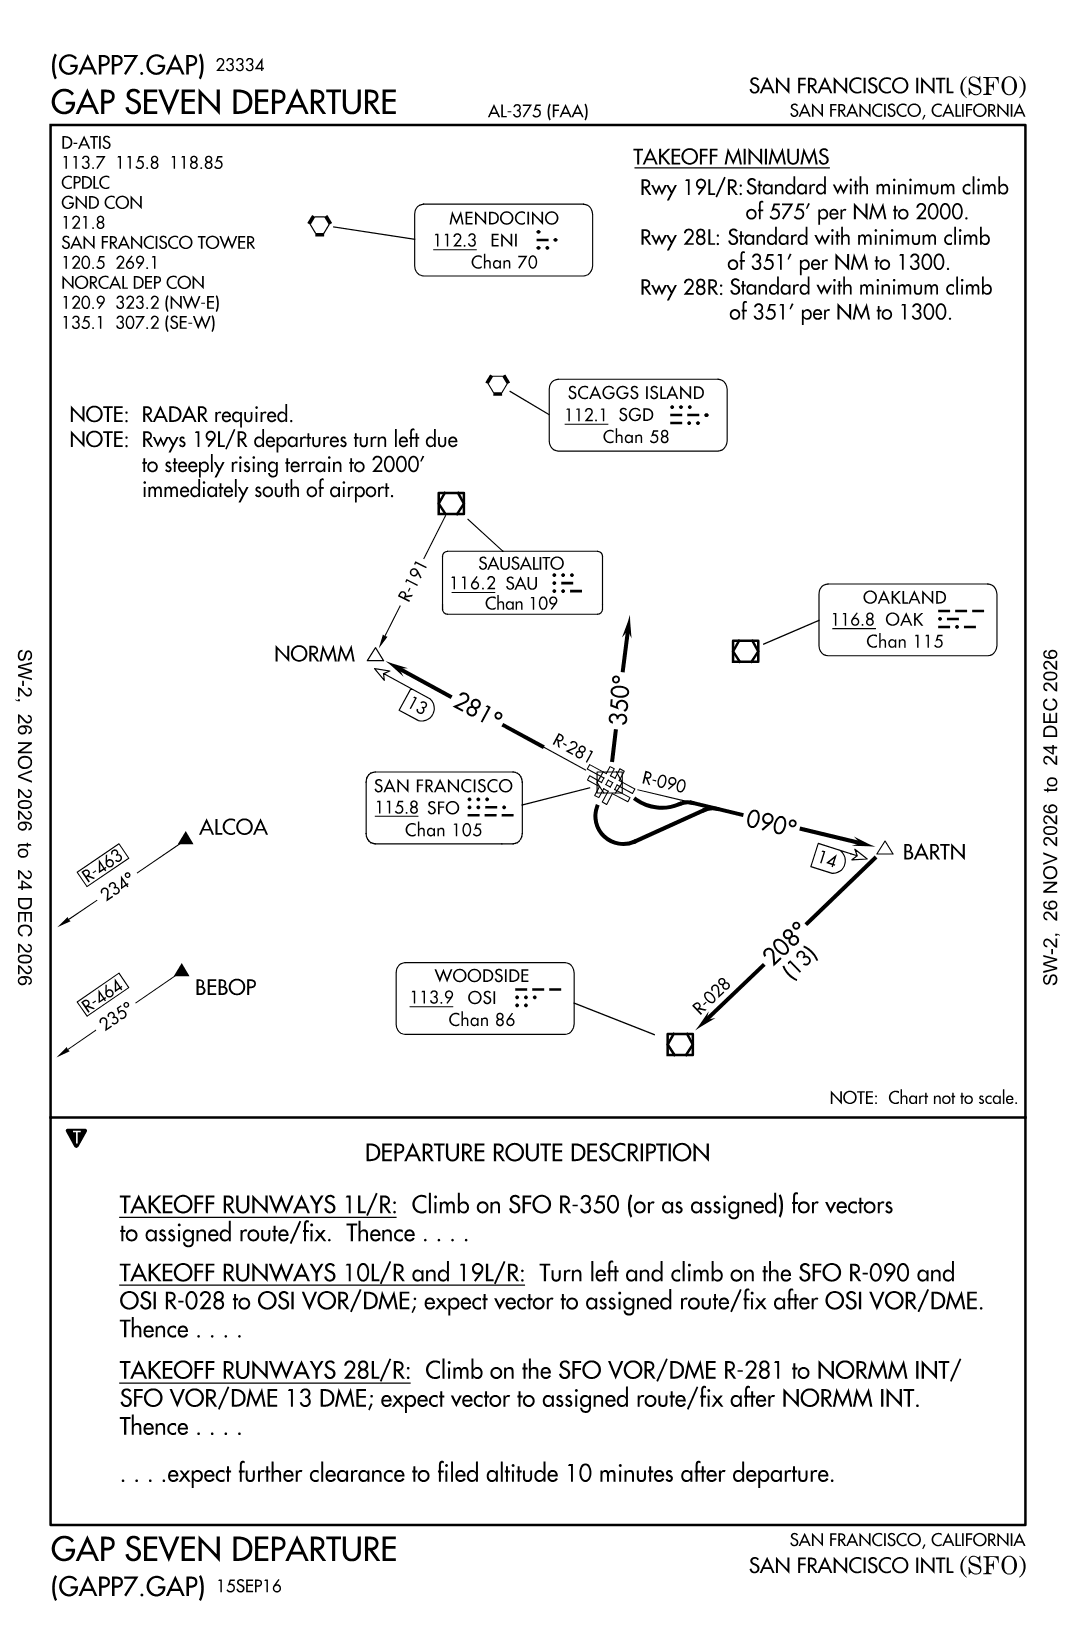 (GAPP7.GAP) 23334
GAP SEVEN DEPARTURE
AL-375 (FAA)
SAN FRANCISCO INTL (SFO)
SAN FRANCISCO, CALIFORNIA
D-ATIS
113.7 115.8 118.85
CPDLC
GND CON
121.8
SAN FRANCISCO TOWER
120.5 269.1
NORCAL DEP CON
120.9 323.2 (NW-E)
135.1 307.2 (SE-W)
MENDOCINO
112.3 ENI
Chan 70
TAKEOFF MINIMUMS
Rwy 19L/R: Standard with minimum climb
of 575' per NM to 2000.
Rwy 28L: Standard with minimum climb
of 351' per NM to 1300.
Rwy 28R: Standard with minimum climb
of 351' per NM to 1300.
SCAGGS ISLAND
112.1 SGD
Chan 58
NOTE: RADAR required.
NOTE: Rwys 19L/R departures turn left due
to steeply rising terrain to 2000'
immediately south of airport.
SAUSALITO
116.2 SAU
Chan 109
R-191
OAKLAND
116.8 OAK
Chan 115
NORMM
13
281°
R-281
350°
R-090
SAN FRANCISCO
115.8 SFO
Chan 105
090°
14
BARTN
ALCOA
R-463
234°
208°
(13)
R-028
BEBOP
R-464
235°
WOODSIDE
113.9 OSI
Chan 86
NOTE: Chart not to scale.
SW-2, 26 NOV 2026 to 24 DEC 2026
SW-2, 26 NOV 2026 to 24 DEC 2026
T
DEPARTURE ROUTE DESCRIPTION
TAKEOFF RUNWAYS 1L/R: Climb on SFO R-350 (or as assigned) for vectors
to assigned route/fix. Thence . . . .
TAKEOFF RUNWAYS 10L/R and 19L/R: Turn left and climb on the SFO R-090 and
OSI R-028 to OSI VOR/DME; expect vector to assigned route/fix after OSI VOR/DME.
Thence . . . .
TAKEOFF RUNWAYS 28L/R: Climb on the SFO VOR/DME R-281 to NORMM INT/
SFO VOR/DME 13 DME; expect vector to assigned route/fix after NORMM INT.
Thence . . . .
. . . .expect further clearance to filed altitude 10 minutes after departure.
GAP SEVEN DEPARTURE
(GAPP7.GAP) 15SEP16
SAN FRANCISCO, CALIFORNIA
SAN FRANCISCO INTL (SFO)